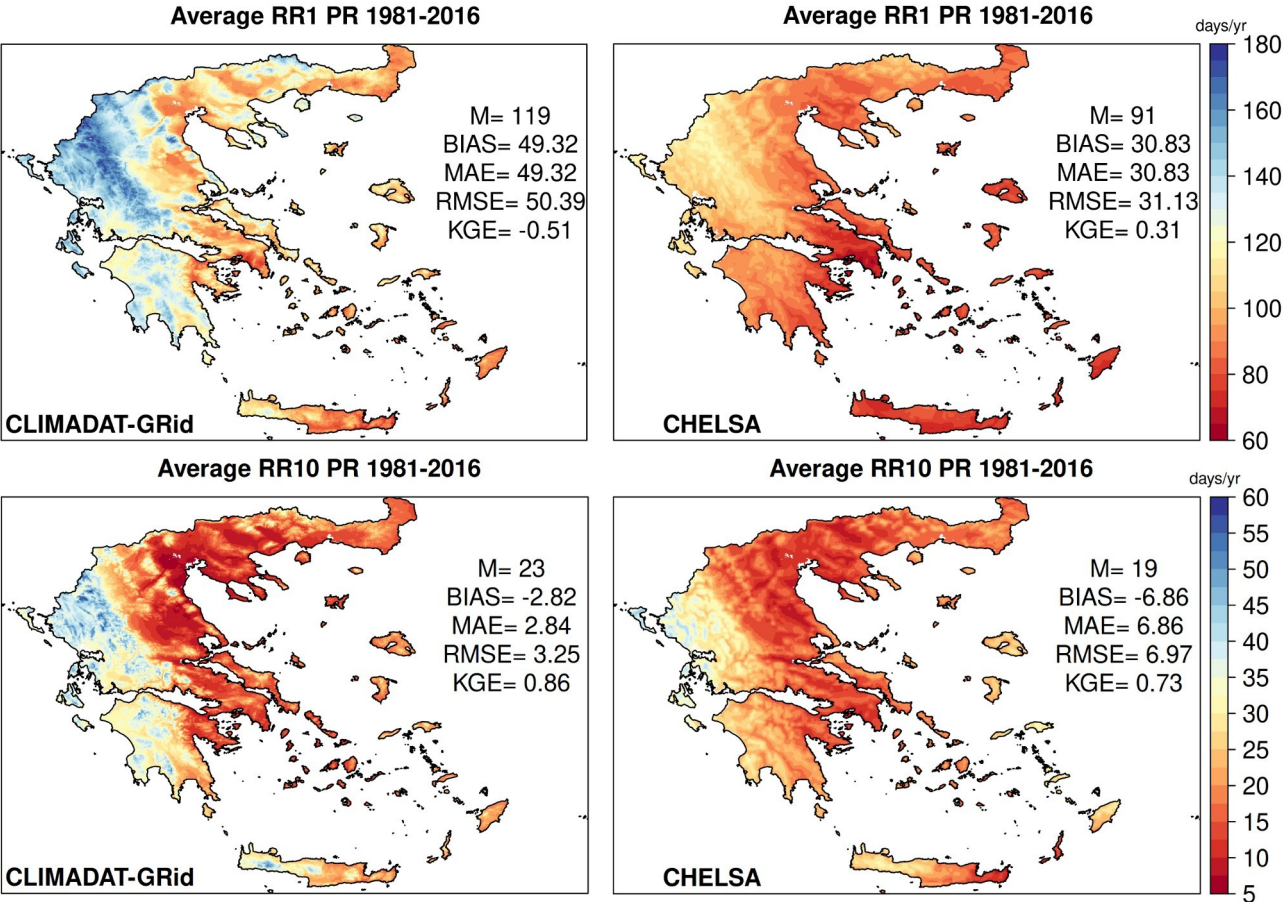 Average RR1 PR 1981-2016
Average RR1 PR 1981-2016
days/yr
M= 119
BIAS= 49.32
MAE= 49.32
RMSE= 50.39
KGE= -0.51
CLIMADAT-GRid
M= 91
BIAS= 30.83
MAE= 30.83
RMSE= 31.13
KGE= 0.31
CHELSA
180
160
140
120
100
80
60
Average RR10 PR 1981-2016
Average RR10 PR 1981-2016
days/yr
M= 23
BIAS= -2.82
MAE= 2.84
RMSE= 3.25
KGE= 0.86
CLIMADAT-GRid
M= 19
BIAS= -6.86
MAE= 6.86
RMSE= 6.97
KGE= 0.73
CHELSA
60
55
50
45
40
35
30
25
20
15
10
5